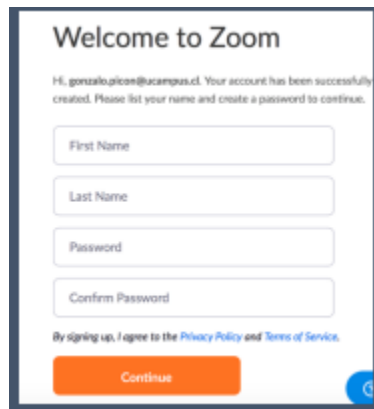 Welcome to Zoom
Hi, gonzalo.picon@ucampus.cl. Your account has been successfully
created. Please list your name and create a password to continue.
First Name
Last Name
Password
Confirm Password
By signing up, I agree to the Privacy Policy and Terms of Service.
Continue